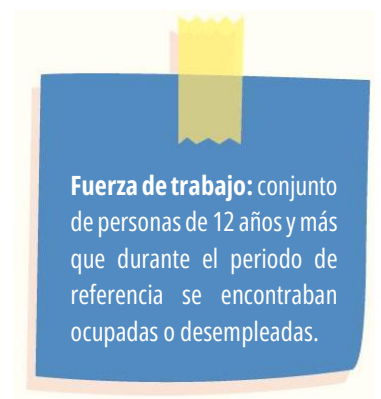 Fuerza de trabajo: conjunto
de personas de 12 años y más
que durante el periodo de
referencia se encontraban
ocupadas o desempleadas.